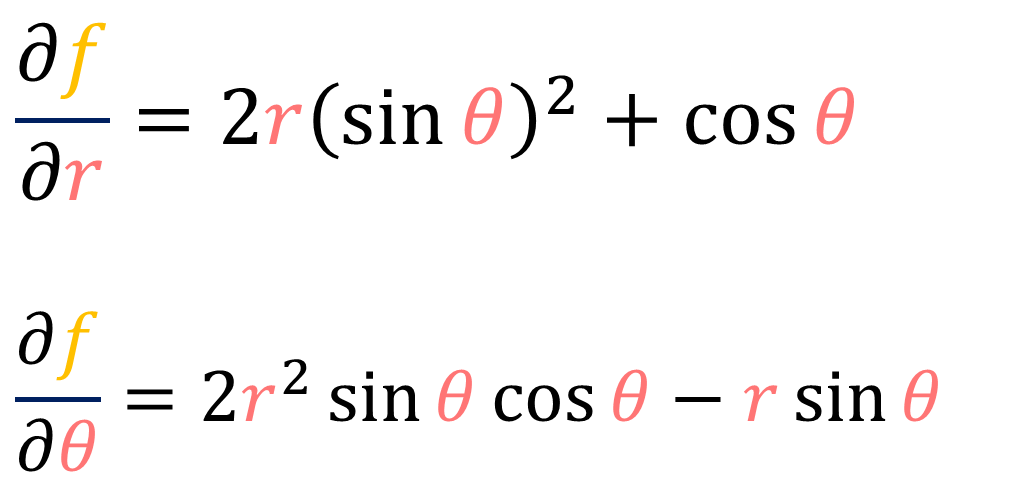 ∂f/∂r = 2r(sin θ)² + cos θ
∂f/∂θ = 2r² sin θ cos θ − r sin θ